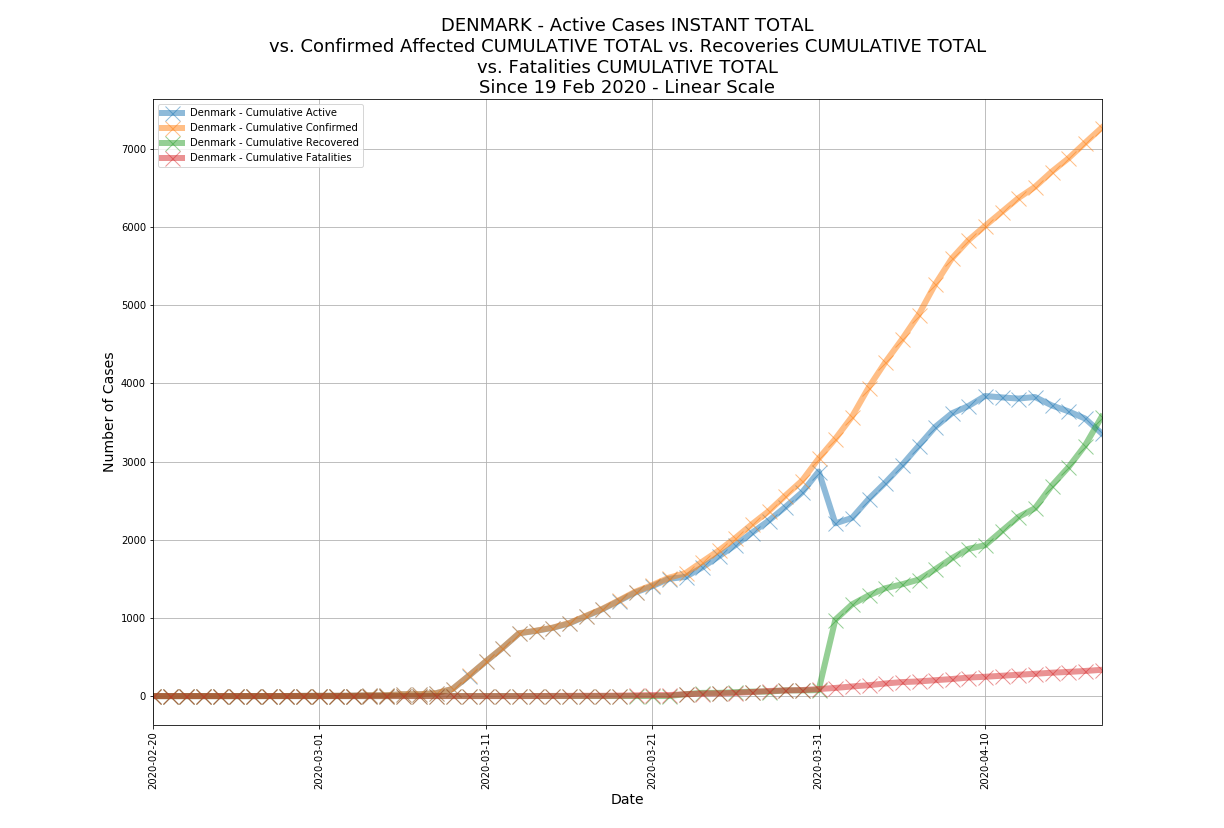 DENMARK - Active Cases INSTANT TOTAL
vs. Confirmed Affected CUMULATIVE TOTAL vs. Recoveries CUMULATIVE TOTAL
vs. Fatalities CUMULATIVE TOTAL
Since 19 Feb 2020 - Linear Scale
Denmark - Cumulative Active
Denmark - Cumulative Confirmed
Denmark - Cumulative Recovered
Denmark - Cumulative Fatalities
Number of Cases
7000
6000
5000
4000
3000
2000
1000
0
2020-02-20
2020-03-01
2020-03-11
2020-03-21
2020-03-31
2020-04-10
Date